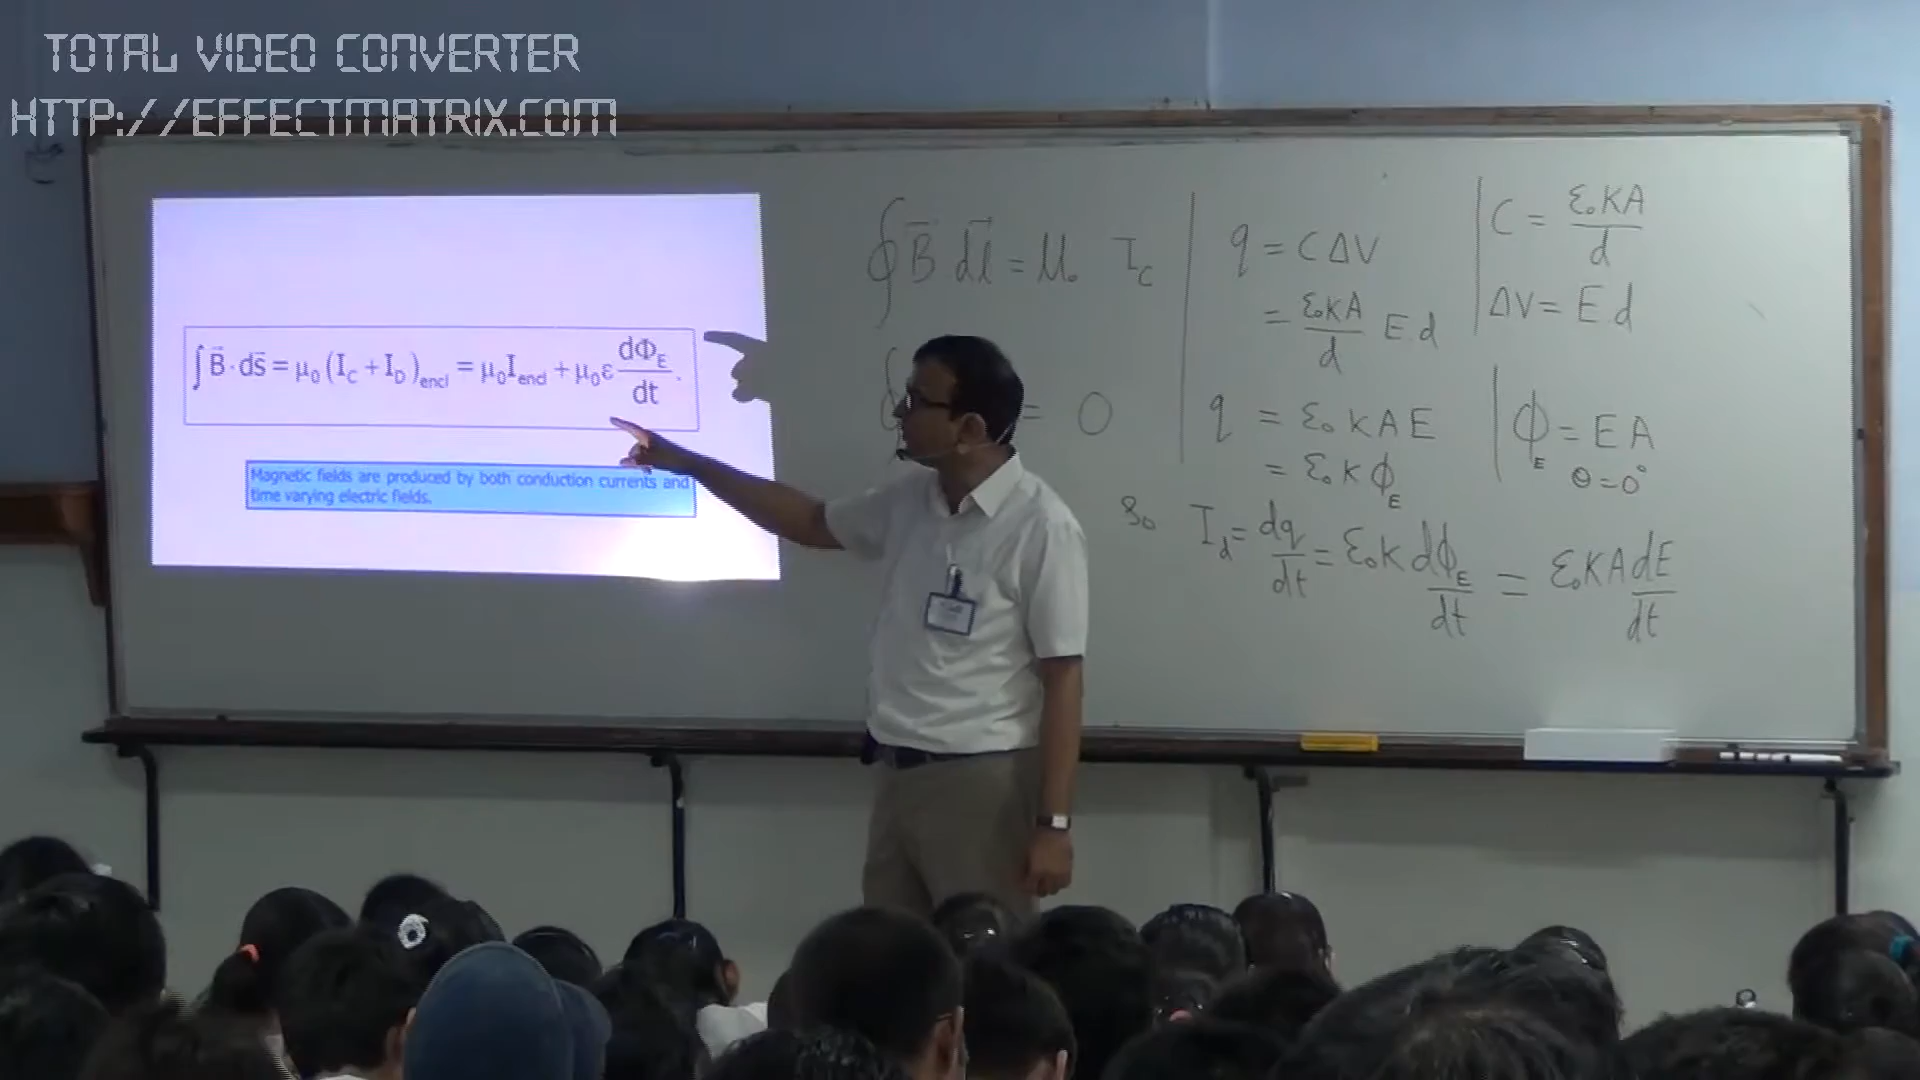 TOTAL VIDEO CONVERTER
HTTP://EFFECTMATRIX.COM
∫ B⃗ · ds⃗ = μ₀ (I_C + I_D)_encl = μ₀I_encl + μ₀ε dΦ_E/dt .
Magnetic fields are produced by both conduction currents and
time varying electric fields.
∮ B⃗ dl⃗ = μ₀ I_C
= 0
q = CΔV
= ε₀KA/d E.d
q = ε₀KAE
= ε₀Kϕ_E
C = ε₀KA/d
ΔV = Ed
ϕ_E = EA
θ=0°
So I_d = dq/dt = ε₀K dϕ_E/dt = ε₀KA dE/dt